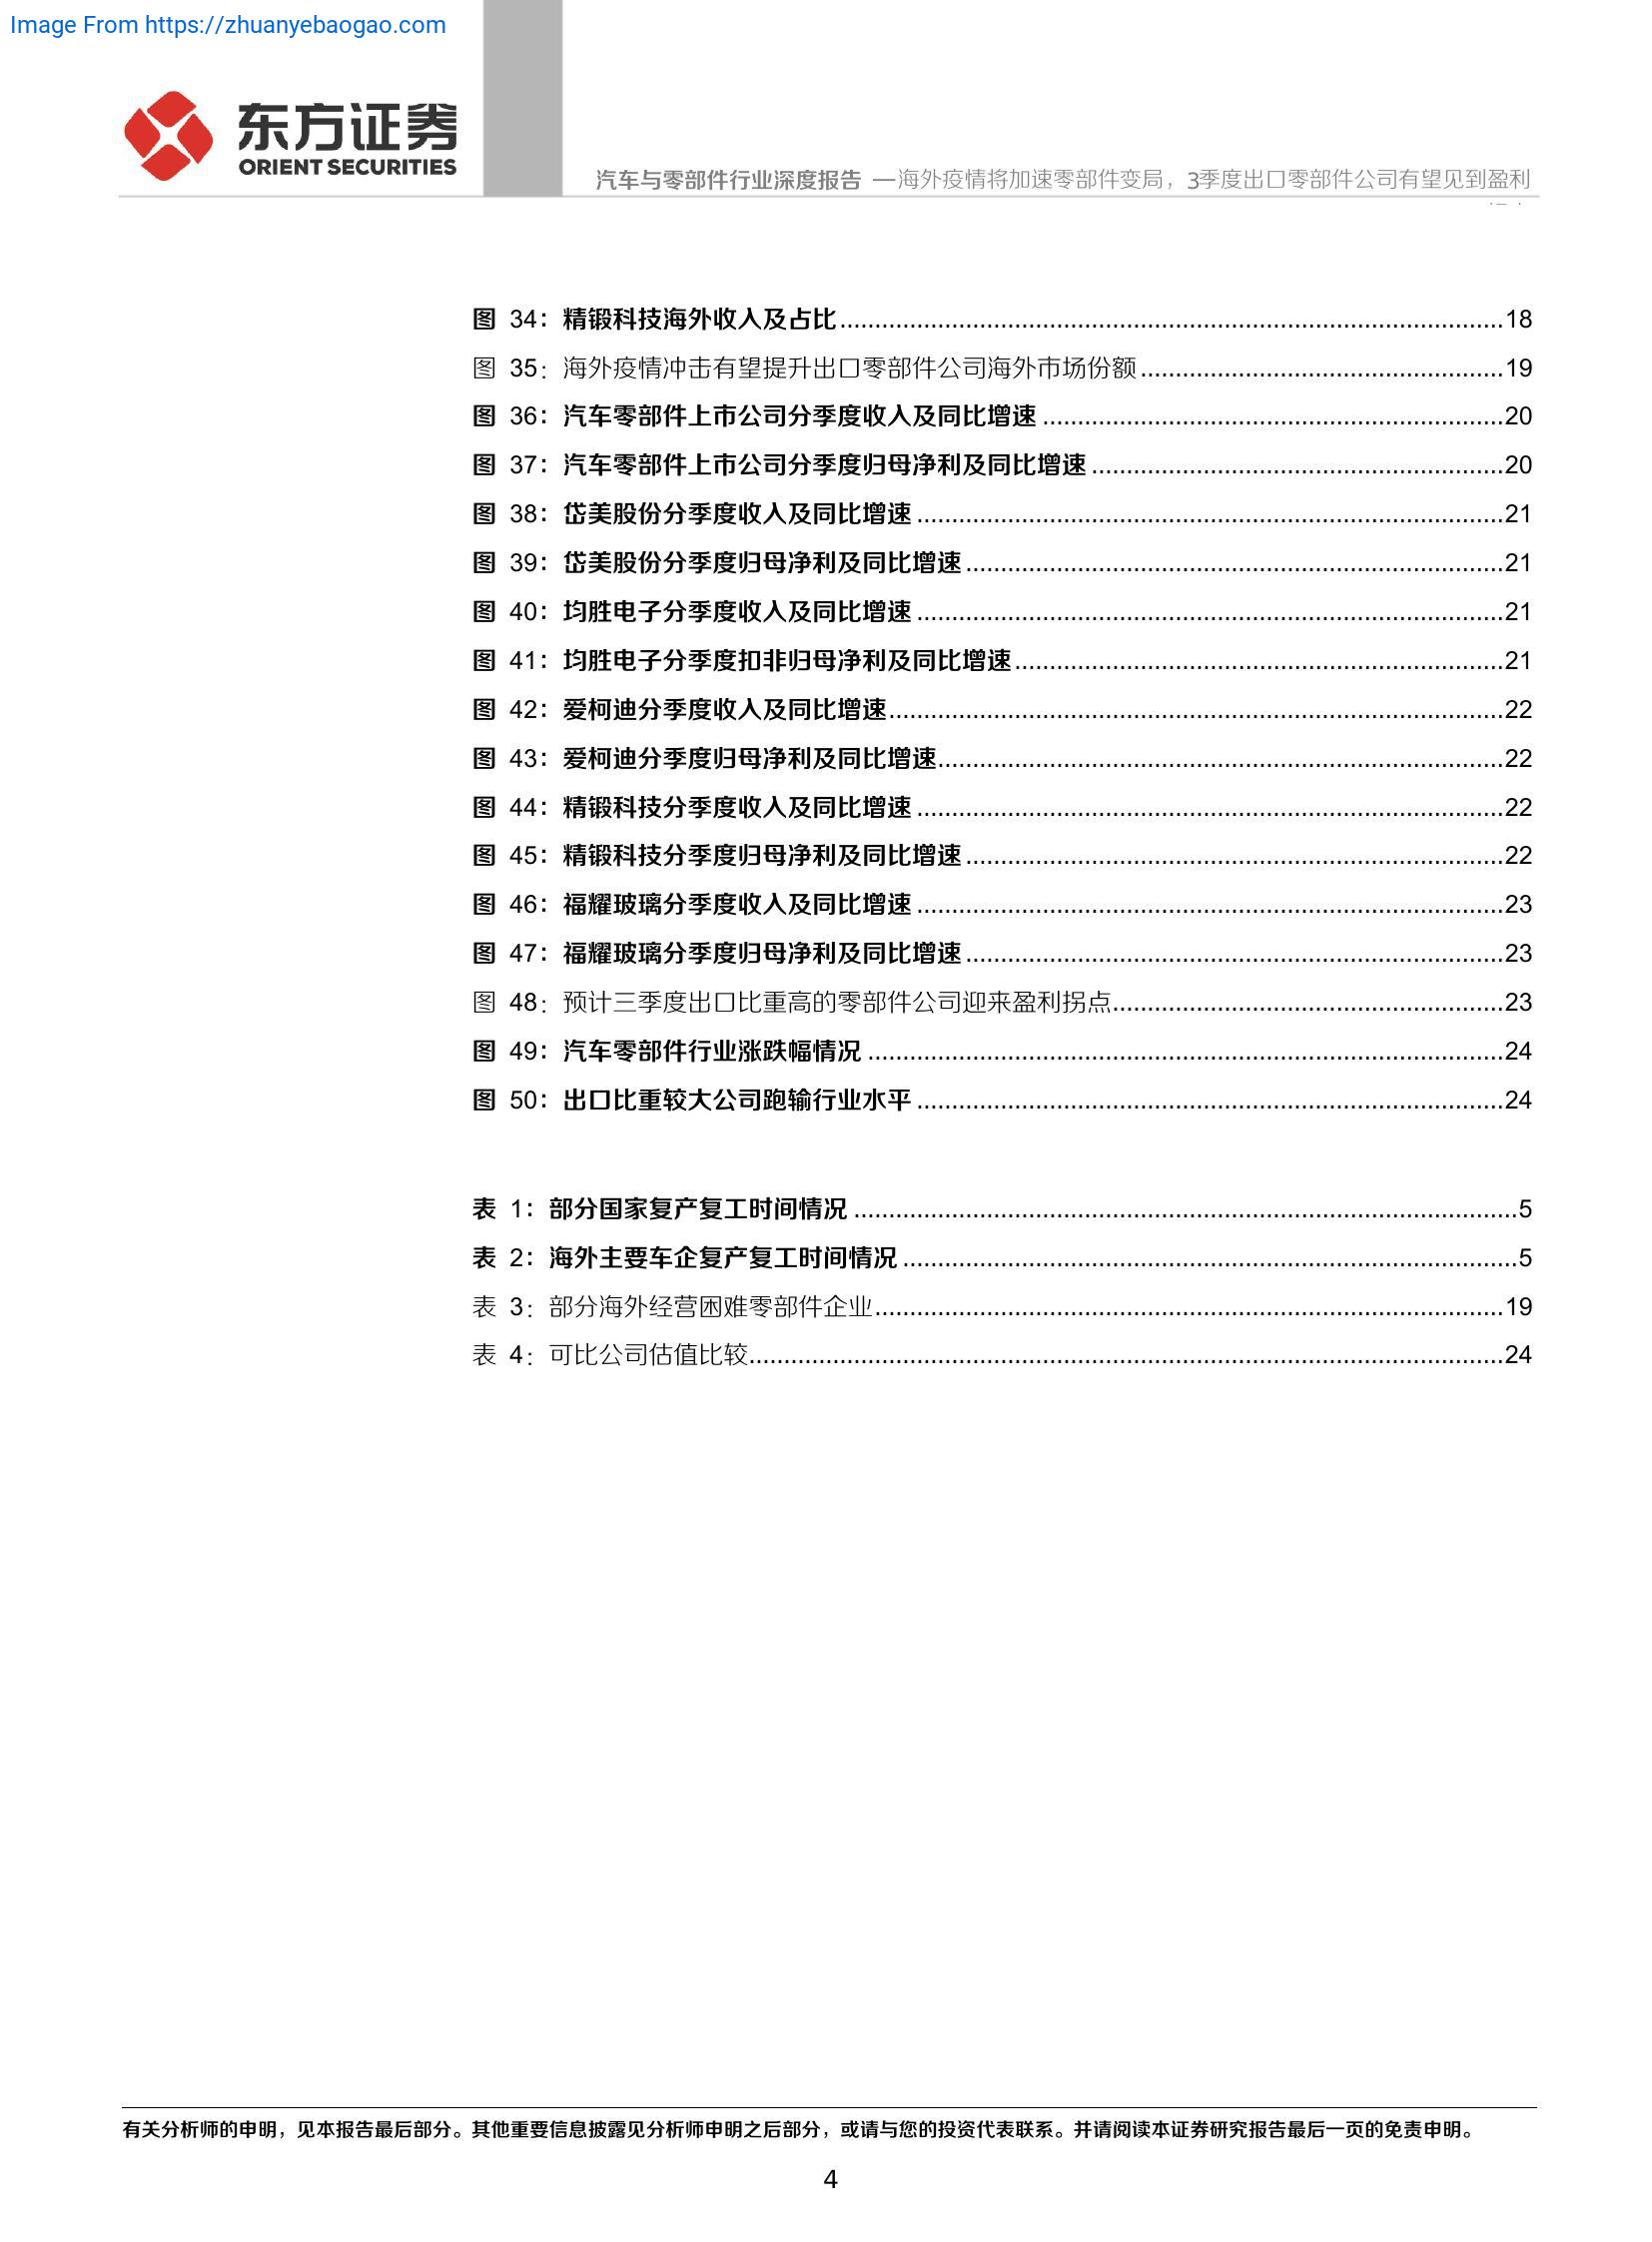 Image From https://zhuanyebaogao.com
东方证券
ORIENT SECURITIES
汽车与零部件行业深度报告 —海外疫情将加速零部件变局，3季度出口零部件公司有望见到盈利
图 34：精锻科技海外收入及占比..........18
图 35：海外疫情冲击有望提升出口零部件公司海外市场份额..........19
图 36：汽车零部件上市公司分季度收入及同比增速..........20
图 37：汽车零部件上市公司分季度归母净利及同比增速..........20
图 38：岱美股份分季度收入及同比增速..........21
图 39：岱美股份分季度归母净利及同比增速..........21
图 40：均胜电子分季度收入及同比增速..........21
图 41：均胜电子分季度扣非归母净利及同比增速..........21
图 42：爱柯迪分季度收入及同比增速..........22
图 43：爱柯迪分季度归母净利及同比增速..........22
图 44：精锻科技分季度收入及同比增速..........22
图 45：精锻科技分季度归母净利及同比增速..........22
图 46：福耀玻璃分季度收入及同比增速..........23
图 47：福耀玻璃分季度归母净利及同比增速..........23
图 48：预计三季度出口比重高的零部件公司迎来盈利拐点..........23
图 49：汽车零部件行业涨跌幅情况..........24
图 50：出口比重较大公司跑输行业水平..........24
表 1：部分国家复产复工时间情况..........5
表 2：海外主要车企复产复工时间情况..........5
表 3：部分海外经营困难零部件企业..........19
表 4：可比公司估值比较..........24
有关分析师的申明，见本报告最后部分。其他重要信息披露见分析师申明之后部分，或请与您的投资代表联系。并请阅读本证券研究报告最后一页的免责申明。
4